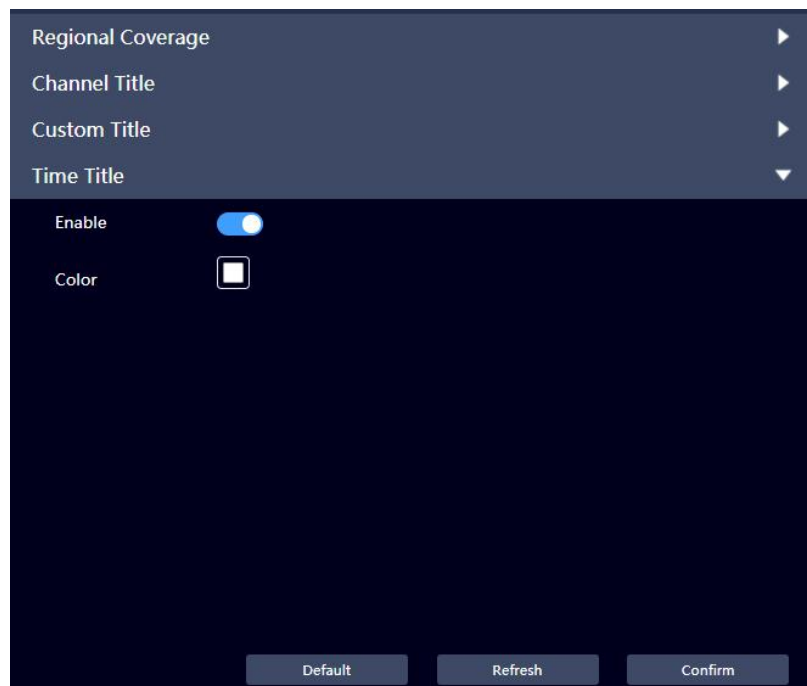 Regional Coverage
Channel Title
Custom Title
Time Title
Enable
Color
Default Refresh Confirm